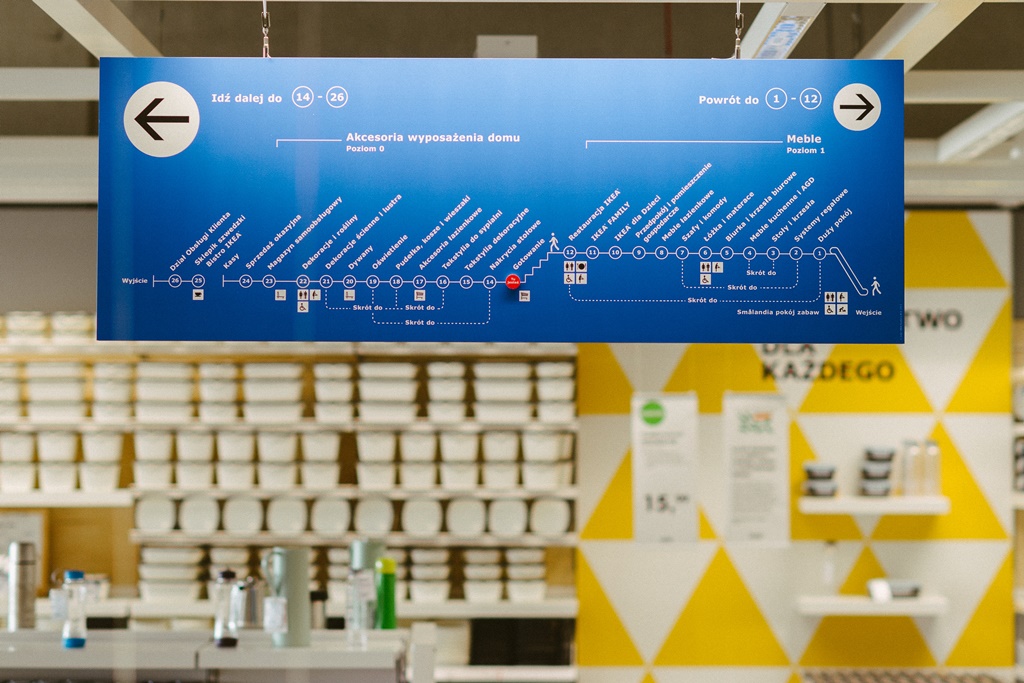 Idź dalej do 14 - 26
Powrót do 1 - 12
Akcesoria wyposażenia domu
Poziom 0
Meble
Poziom 1
Wyjście
Dział Obsługi Klienta
Sklepik szwedzki
Bistro IKEA
Kasy
Sprzedaż okazyjna
Magazyn samoobsługowy
Dekoracje i rośliny
Dekoracje ścienne i lustra
Dywany
Oświetlenie
Pudełka, kosze i wieszaki
Akcesoria łazienkowe
Tekstylia do sypialni
Tekstylia dekoracyjne
Nakrycia stołowe
Gotowanie
Restauracja IKEA
IKEA FAMILY
IKEA dla Dzieci
Przedpokój i pomieszczenie
gospodarcze
Meble łazienkowe
Szafy i komody
Łóżka i materace
Biurka i krzesła biurowe
Meble kuchenne i AGD
Stoły i krzesła
Systemy regałowe
Duży pokój
26 25 24 23 22 21 20 19 18 17 16 15 14
12 11 10 9 8 7 6 5 4 3 2 1
Skrót do
Skrót do
Skrót do
Skrót do
Skrót do
Smålandia pokój zabaw
Wejście
TWO
DLA
KAŻDEGO
15,